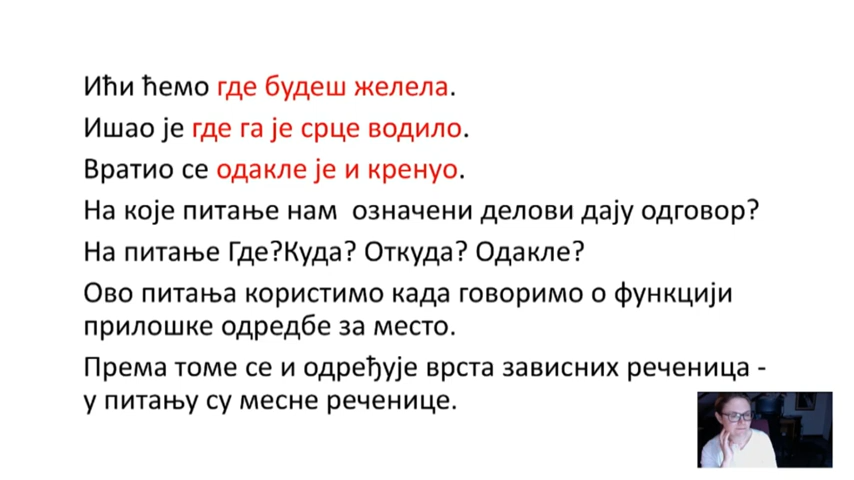 Ићи ћемо где будеш желела.
Ишао је где га је срце водило.
Вратио се одакле је и кренуо.
На које питање нам  означени делови дају одговор?
На питање Где?Куда? Откуда? Одакле?
Ово питања користимо када говоримо о функцији
прилошке одредбе за место.
Према томе се и одређује врста зависних реченица -
у питању су месне реченице.